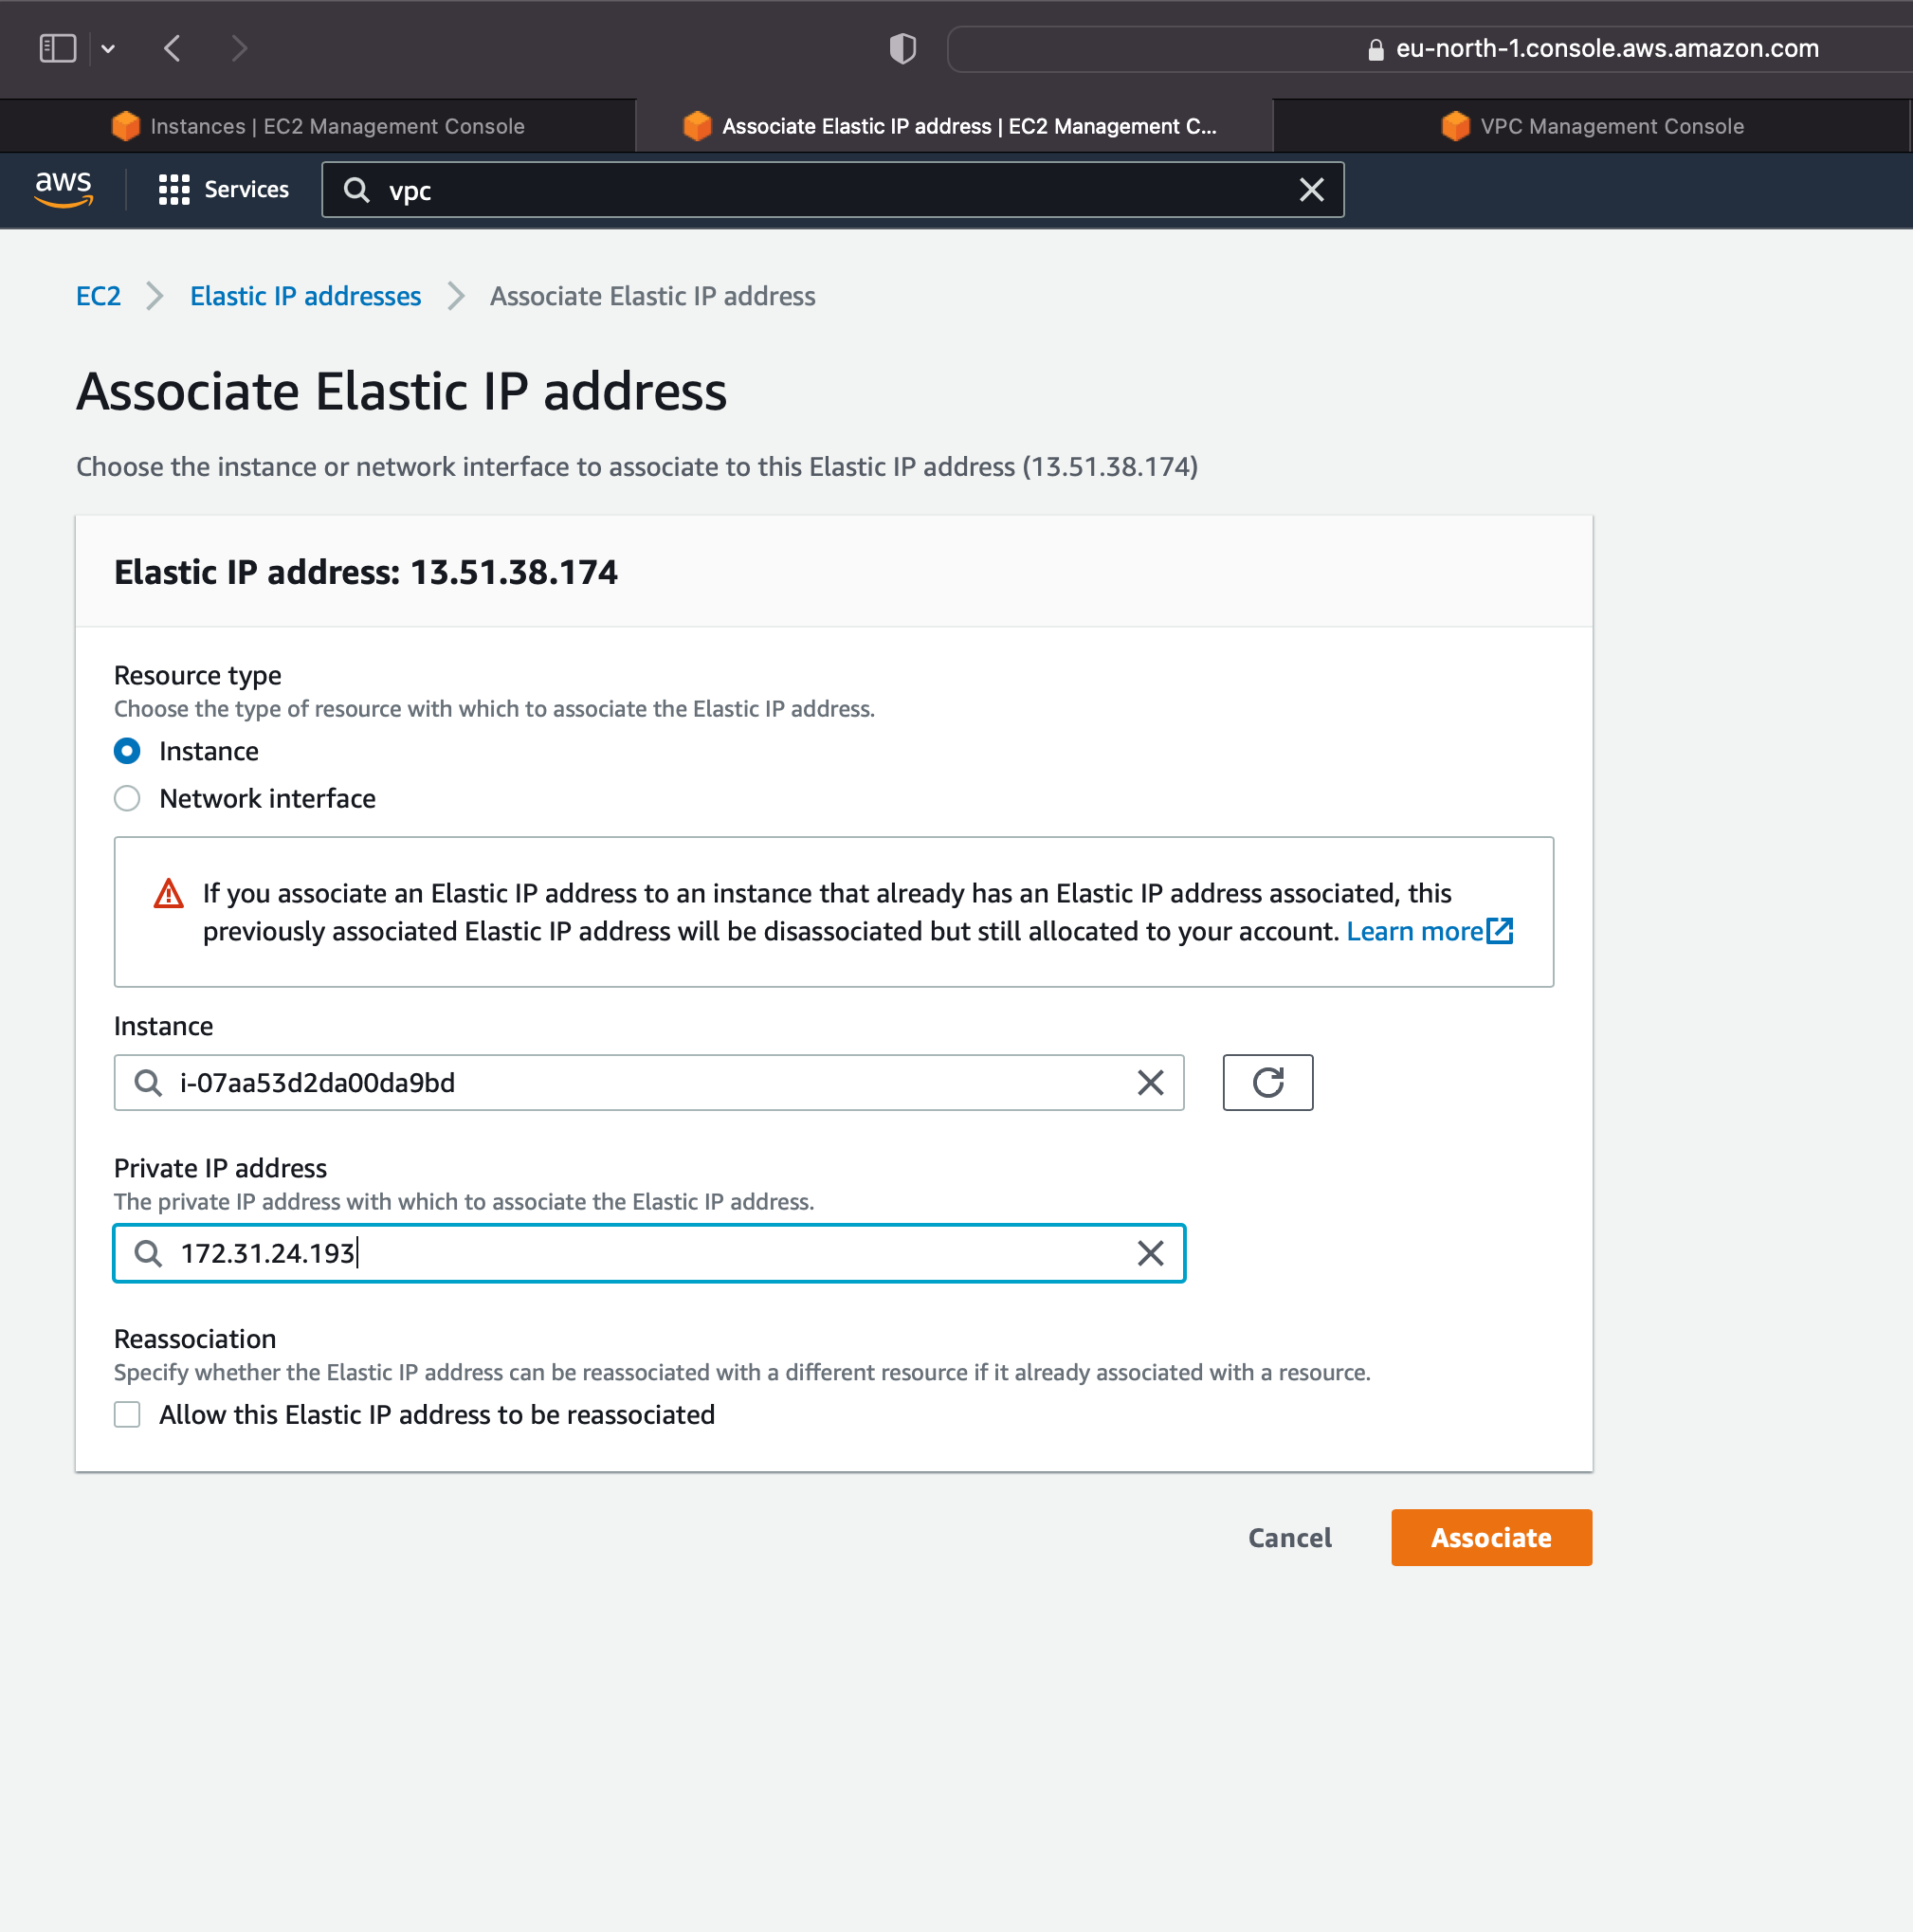 eu-north-1.console.aws.amazon.com
Instances | EC2 Management Console
Associate Elastic IP address | EC2 Management C...
VPC Management Console
aws
Services
vpc
EC2
Elastic IP addresses
Associate Elastic IP address
Associate Elastic IP address
Choose the instance or network interface to associate to this Elastic IP address (13.51.38.174)
Elastic IP address: 13.51.38.174
Resource type
Choose the type of resource with which to associate the Elastic IP address.
Instance
Network interface
If you associate an Elastic IP address to an instance that already has an Elastic IP address associated, this
previously associated Elastic IP address will be disassociated but still allocated to your account. Learn more
Instance
i-07aa53d2da00da9bd
Private IP address
The private IP address with which to associate the Elastic IP address.
172.31.24.193
Reassociation
Specify whether the Elastic IP address can be reassociated with a different resource if it already associated with a resource.
Allow this Elastic IP address to be reassociated
Cancel
Associate